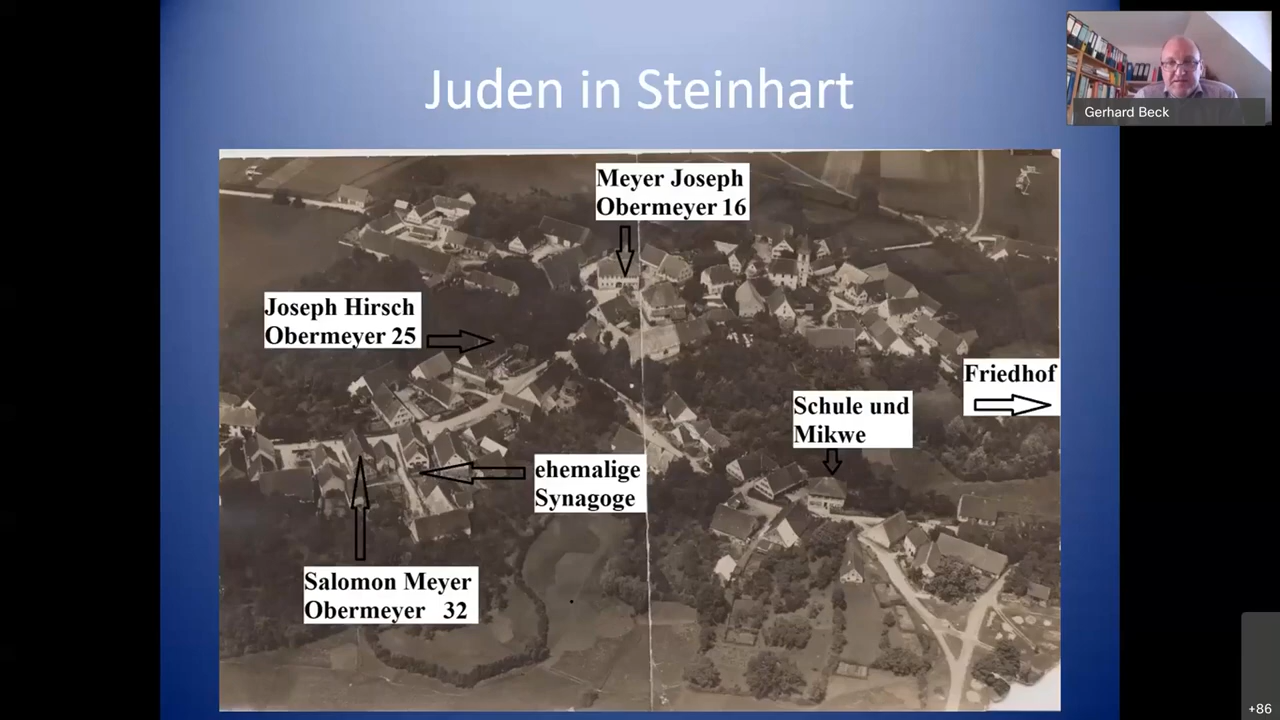 Juden in Steinhart
Gerhard Beck
Meyer Joseph
Obermeyer 16
Joseph Hirsch
Obermeyer 25
Friedhof
Schule und
Mikwe
ehemalige
Synagoge
Salomon Meyer
Obermeyer 32
+86